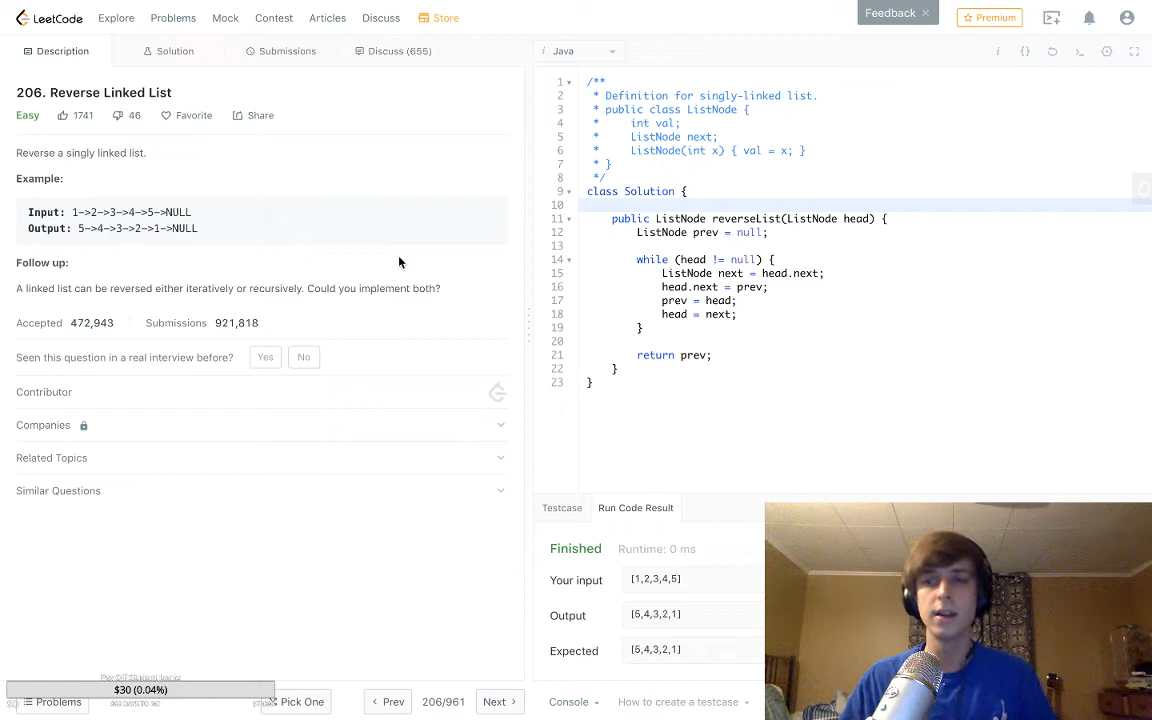 LeetCode Explore Problems Mock Contest Articles Discuss Store Feedback × Premium
Description Solution Submissions Discuss (655)
i Java
206. Reverse Linked List
Easy 1741 46 Favorite Share
Reverse a singly linked list.
Example:
Input: 1->2->3->4->5->NULL
Output: 5->4->3->2->1->NULL
Follow up:
A linked list can be reversed either iteratively or recursively. Could you implement both?
Accepted 472,943 Submissions 921,818
Seen this question in a real interview before? Yes No
Contributor
Companies
Related Topics
Similar Questions
$30 (0.04%)
Problems Pick One < Prev 206/961 Next >
1 /**
2 * Definition for singly-linked list.
3 * public class ListNode {
4 * int val;
5 * ListNode next;
6 * ListNode(int x) { val = x; }
7 * }
8 */
9 class Solution {
10
11 public ListNode reverseList(ListNode head) {
12 ListNode prev = null;
13
14 while (head != null) {
15 ListNode next = head.next;
16 head.next = prev;
17 prev = head;
18 head = next;
19 }
20
21 return prev;
22 }
23 }
Testcase Run Code Result
Finished Runtime: 0 ms
Your input [1,2,3,4,5]
Output [5,4,3,2,1]
Expected [5,4,3,2,1]
Console How to create a testcase